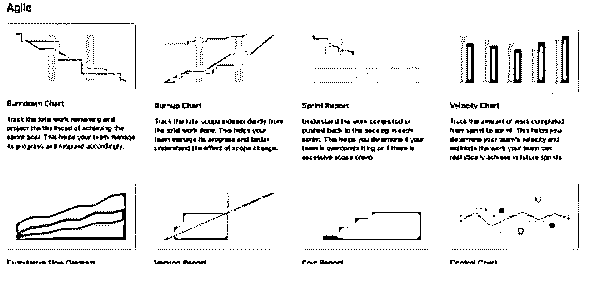 Agile
Burndown Chart
Burnup Chart
Sprint Report
Velocity Chart
Track the total work remaining and
project the likelihood of achieving the
sprint goal. This helps your team manage
its progress and respond accordingly.
Track the total scope independently from
the total work done. This helps your
team manage its progress and better
understand the effect of scope change.
Understand the work completed or
pushed back to the backlog in each
sprint. This helps you determine if your
team is overcommitting or if there is
excessive scope creep.
Track the amount of work completed
from sprint to sprint. This helps you
determine your team's velocity and
estimate the work your team can
realistically achieve in future sprints.
Cumulative Flow Diagram
Version Report
Epic Report
Control Chart